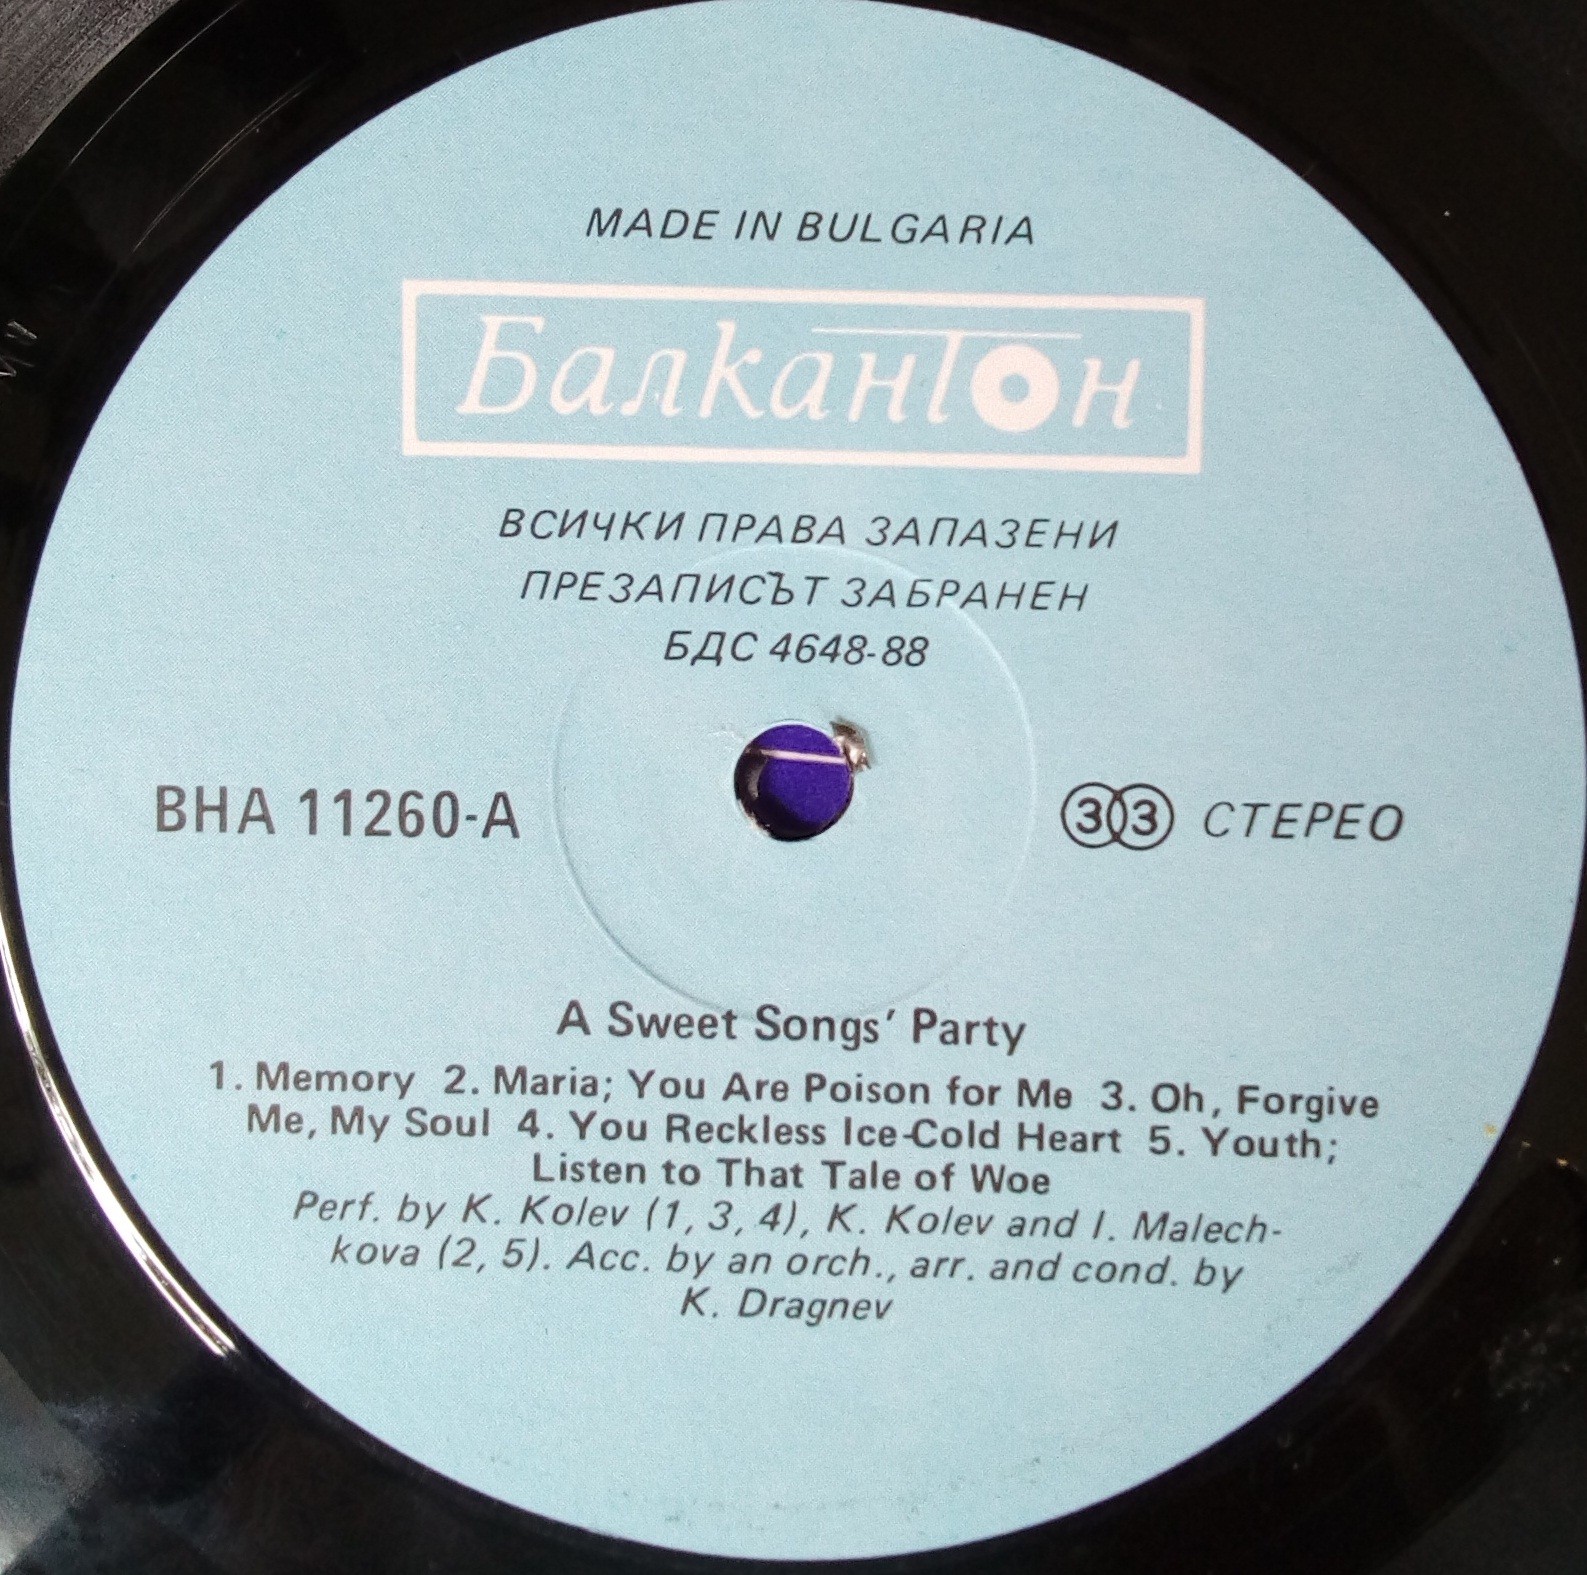 MADE IN BULGARIA
Балкантон
ВСИЧКИ ПРАВА ЗАПАЗЕНИ
ПРЕЗАПИСЪТ ЗАБРАНЕН
БДС 4648-88
ВНА 11260-А
33 СТЕРЕО
A Sweet Songs' Party
1. Memory 2. Maria; You Are Poison for Me 3. Oh, Forgive
Me, My Soul 4. You Reckless Ice-Cold Heart 5. Youth;
Listen to That Tale of Woe
Perf. by K. Kolev (1, 3, 4), K. Kolev and I. Malech-
kova (2, 5). Acc. by an orch., arr. and cond. by
K. Dragnev